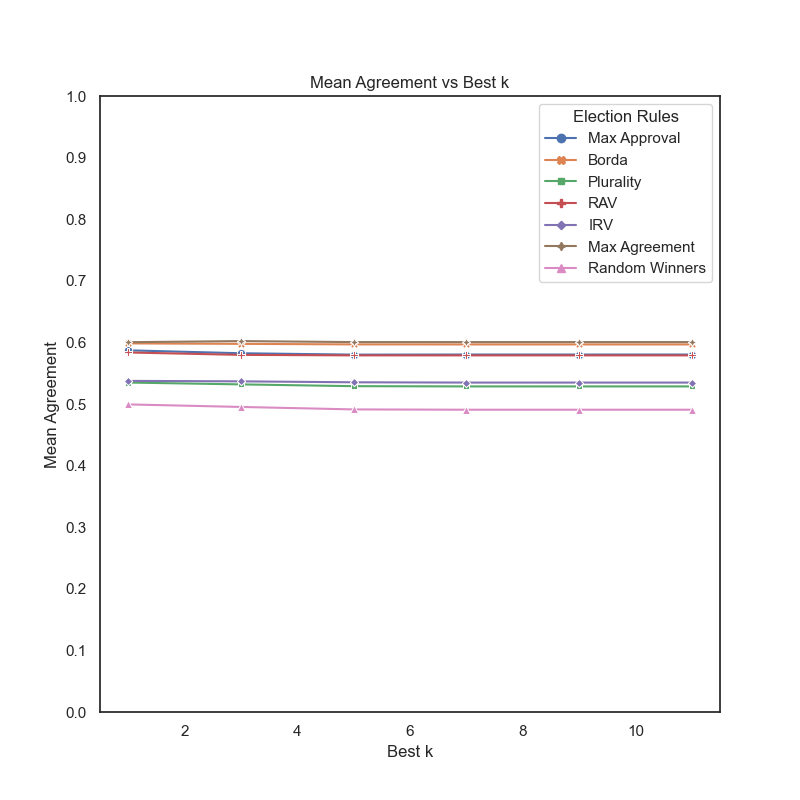 Mean Agreement vs Best k
Election Rules
Max Approval
Borda
Plurality
RAV
IRV
Max Agreement
Random Winners
1.0
0.9
0.8
0.7
0.6
0.5
0.4
0.3
0.2
0.1
0.0
Mean Agreement
2 4 6 8 10
Best k